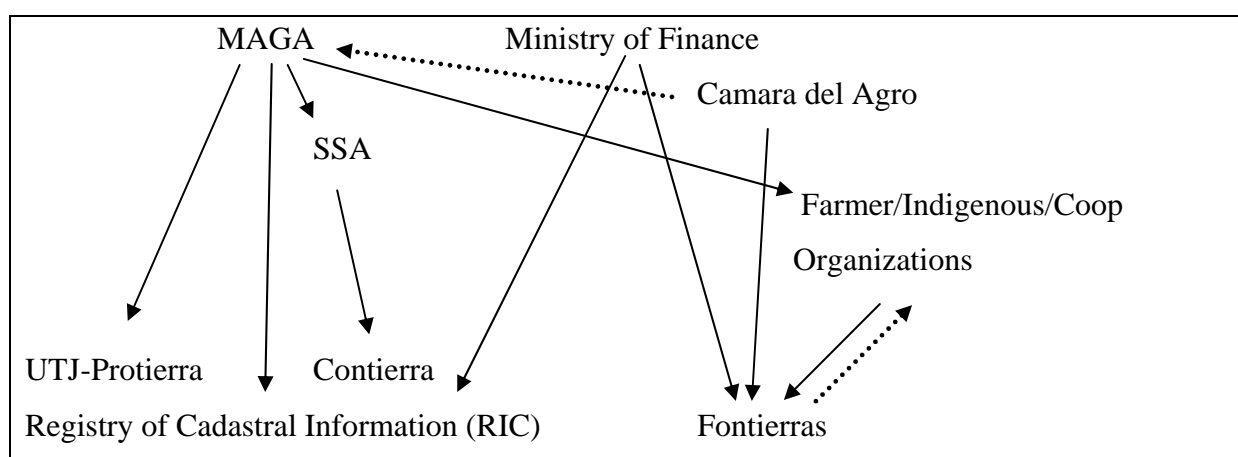 MAGA Ministry of Finance
Camara del Agro
SSA
Farmer/Indigenous/Coop
Organizations
UTJ-Protierra Contierra
Registry of Cadastral Information (RIC) Fontierras